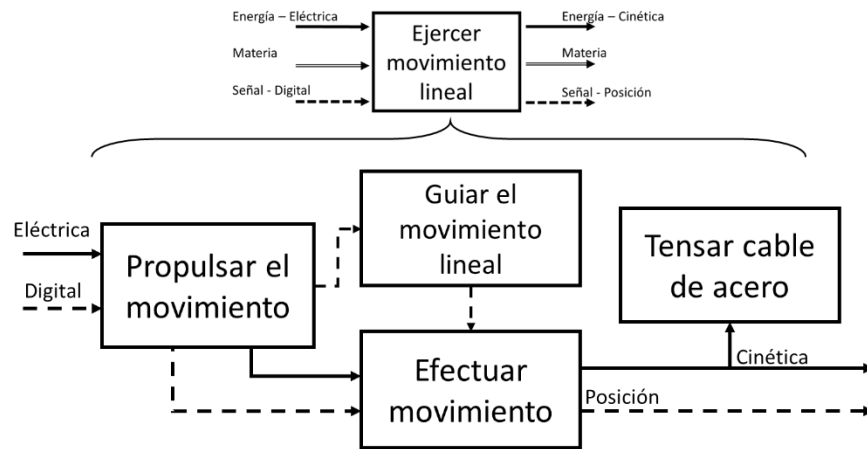 Energía – Eléctrica
Energía – Cinética
Ejercer
movimiento
lineal
Materia
Materia
Señal - Digital
Señal - Posición
Guiar el
movimiento
lineal
Tensar cable
de acero
Eléctrica
Propulsar el
movimiento
Digital
Efectuar
movimiento
Cinética
Posición